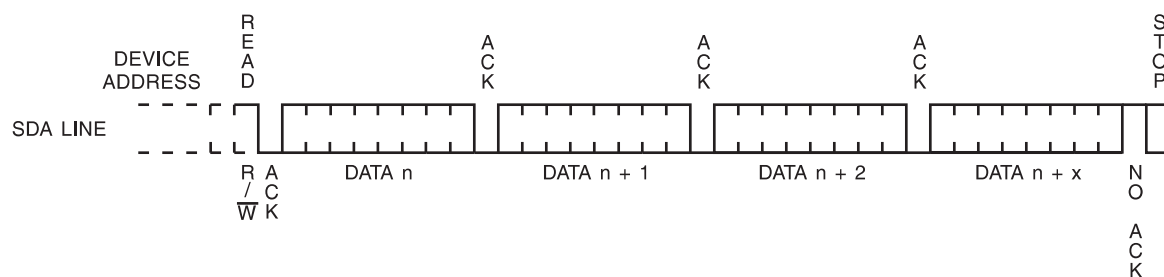 READ
ACK
ACK
ACK
STOP
DEVICE
ADDRESS
SDA LINE
R/W
ACK
DATA n
DATA n + 1
DATA n + 2
DATA n + x
NO ACK